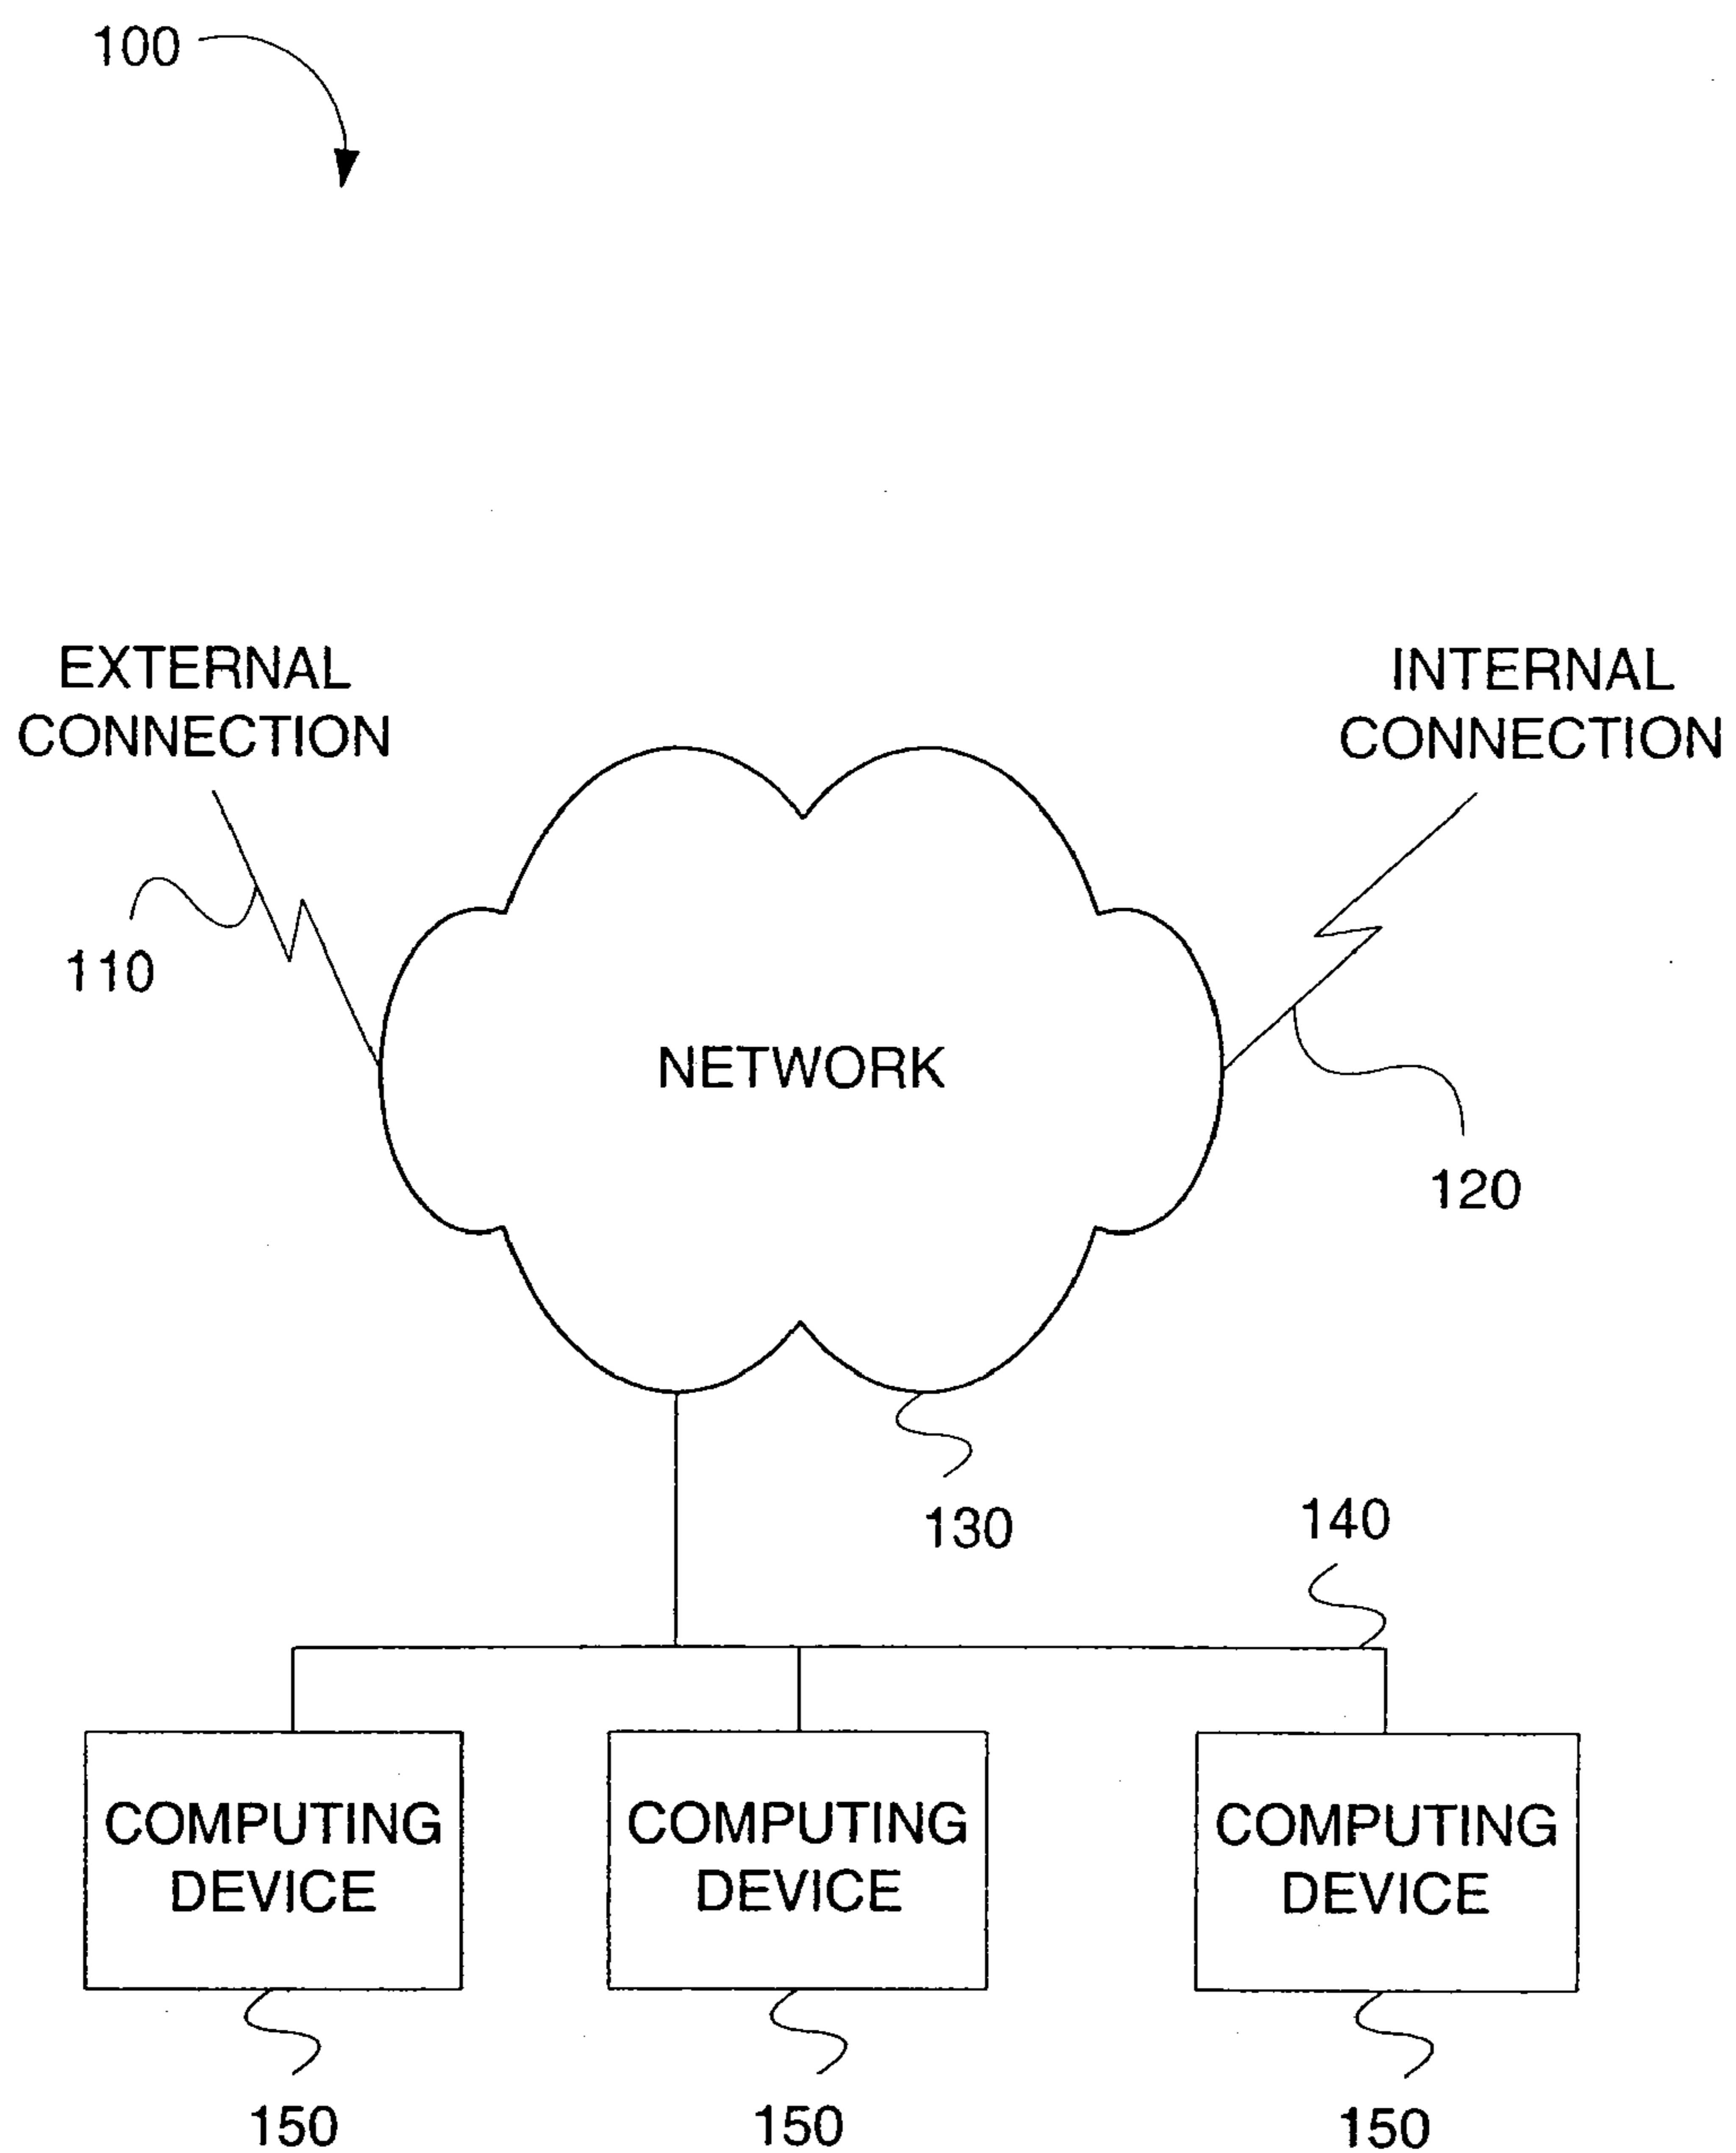 100
EXTERNAL
CONNECTION
INTERNAL
CONNECTION
110
NETWORK
120
130
140
COMPUTING
DEVICE
COMPUTING
DEVICE
COMPUTING
DEVICE
150
150
150